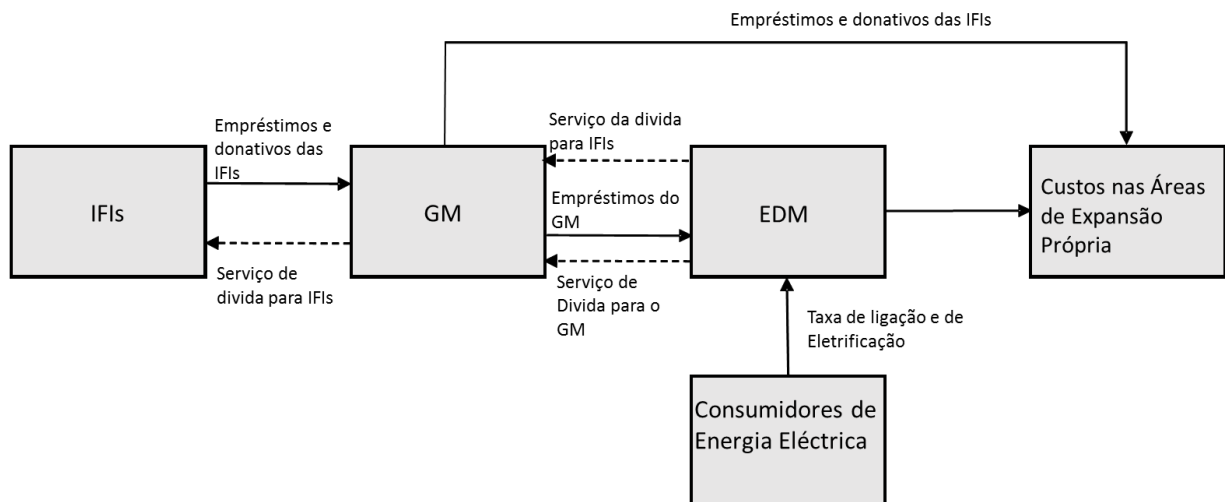 Empréstimos e donativos das IFIs
Empréstimos e
donativos das
IFIs
Serviço da divida
para IFIs
IFIs
GM
Empréstimos do
GM
EDM
Custos nas Áreas
de Expansão
Própria
Serviço de
divida para IFIs
Serviço de
Divida para o
GM
Taxa de ligação e de
Eletrificação
Consumidores de
Energia Eléctrica